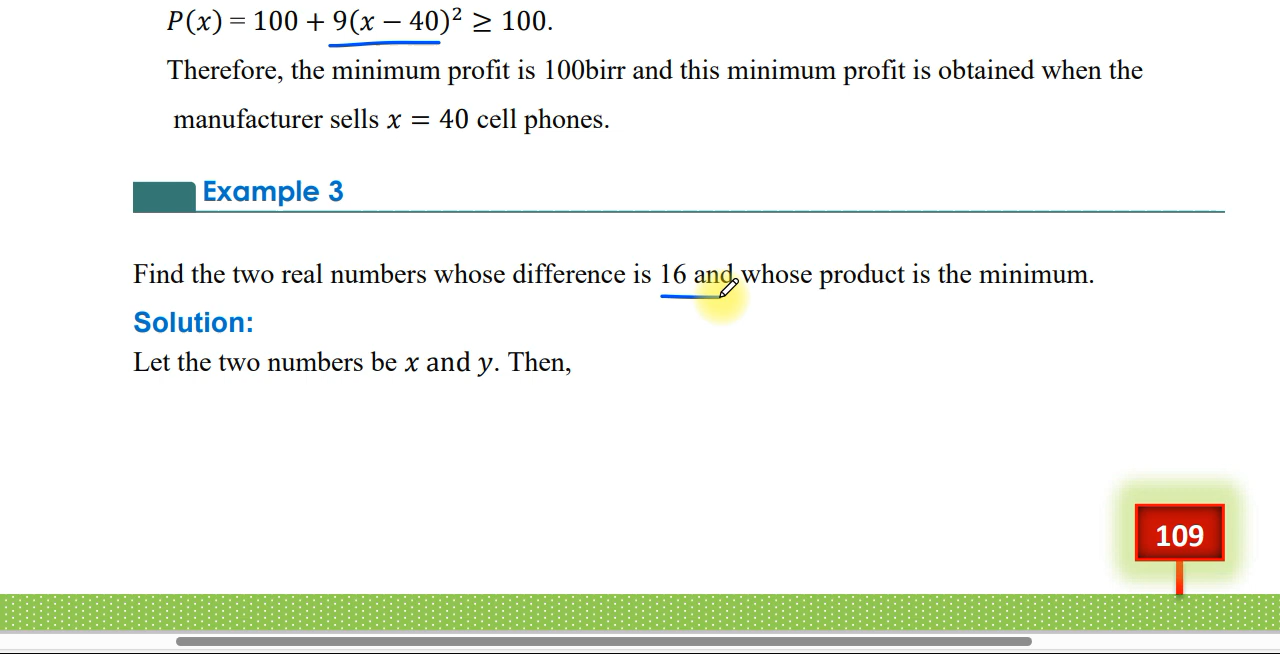 P(x) = 100 + 9(x − 40)² ≥ 100.
Therefore, the minimum profit is 100birr and this minimum profit is obtained when the
manufacturer sells x = 40 cell phones.
Example 3
Find the two real numbers whose difference is 16 and whose product is the minimum.
Solution:
Let the two numbers be x and y. Then,
109